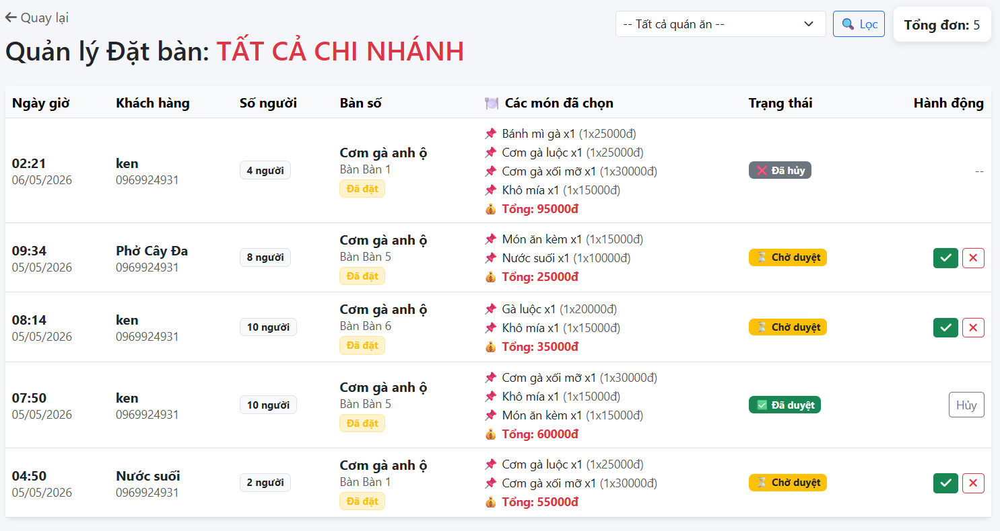 ← Quay lại
-- Tất cả quán ăn --
🔍 Lọc
Tổng đơn: 5
Quản lý Đặt bàn: TẤT CẢ CHI NHÁNH
Ngày giờ Khách hàng Số người Bàn số 🍽️ Các món đã chọn Trạng thái Hành động
02:21
06/05/2026
ken
0969924931
4 người
Cơm gà anh ộ
Bàn Bàn 1
Đã đặt
📌 Bánh mì gà x1 (1x25000đ)
📌 Cơm gà luộc x1 (1x25000đ)
📌 Cơm gà xối mỡ x1 (1x30000đ)
📌 Khô mía x1 (1x15000đ)
💰 Tổng: 95000đ
❌ Đã hủy
--
09:34
05/05/2026
Phở Cây Đa
0969924931
8 người
Cơm gà anh ộ
Bàn Bàn 5
Đã đặt
📌 Món ăn kèm x1 (1x15000đ)
📌 Nước suối x1 (1x10000đ)
💰 Tổng: 25000đ
⏳ Chờ duyệt
08:14
05/05/2026
ken
0969924931
10 người
Cơm gà anh ộ
Bàn Bàn 6
Đã đặt
📌 Gà luộc x1 (1x20000đ)
📌 Khô mía x1 (1x15000đ)
💰 Tổng: 35000đ
⏳ Chờ duyệt
07:50
05/05/2026
ken
0969924931
10 người
Cơm gà anh ộ
Bàn Bàn 5
Đã đặt
📌 Cơm gà xối mỡ x1 (1x30000đ)
📌 Khô mía x1 (1x15000đ)
📌 Món ăn kèm x1 (1x15000đ)
💰 Tổng: 60000đ
✅ Đã duyệt
Hủy
04:50
05/05/2026
Nước suối
0969924931
2 người
Cơm gà anh ộ
Bàn Bàn 1
Đã đặt
📌 Cơm gà luộc x1 (1x25000đ)
📌 Cơm gà xối mỡ x1 (1x30000đ)
💰 Tổng: 55000đ
⏳ Chờ duyệt